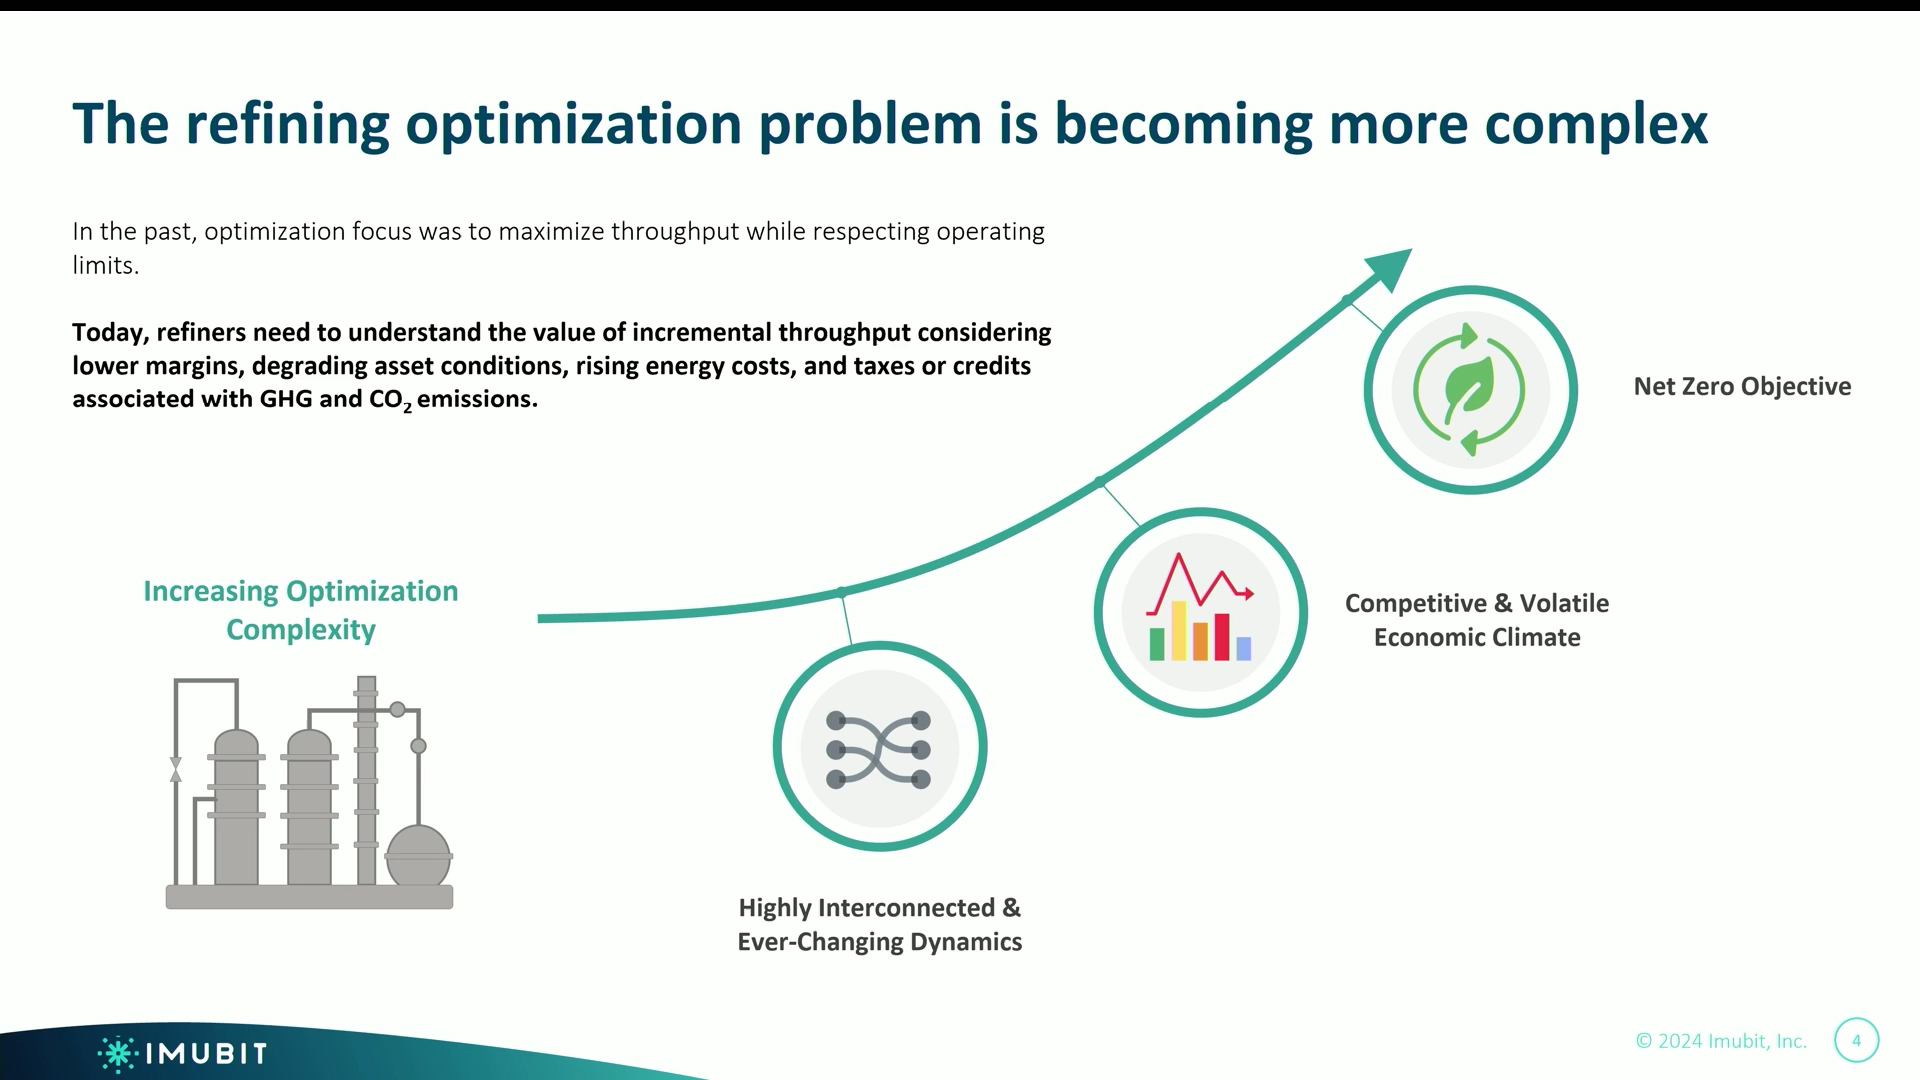 The refining optimization problem is becoming more complex
In the past, optimization focus was to maximize throughput while respecting operating
limits.
Today, refiners need to understand the value of incremental throughput considering
lower margins, degrading asset conditions, rising energy costs, and taxes or credits
associated with GHG and CO₂ emissions.
Net Zero Objective
Increasing Optimization
Complexity
Competitive & Volatile
Economic Climate
Highly Interconnected &
Ever-Changing Dynamics
IMUBIT
© 2024 Imubit, Inc.
4